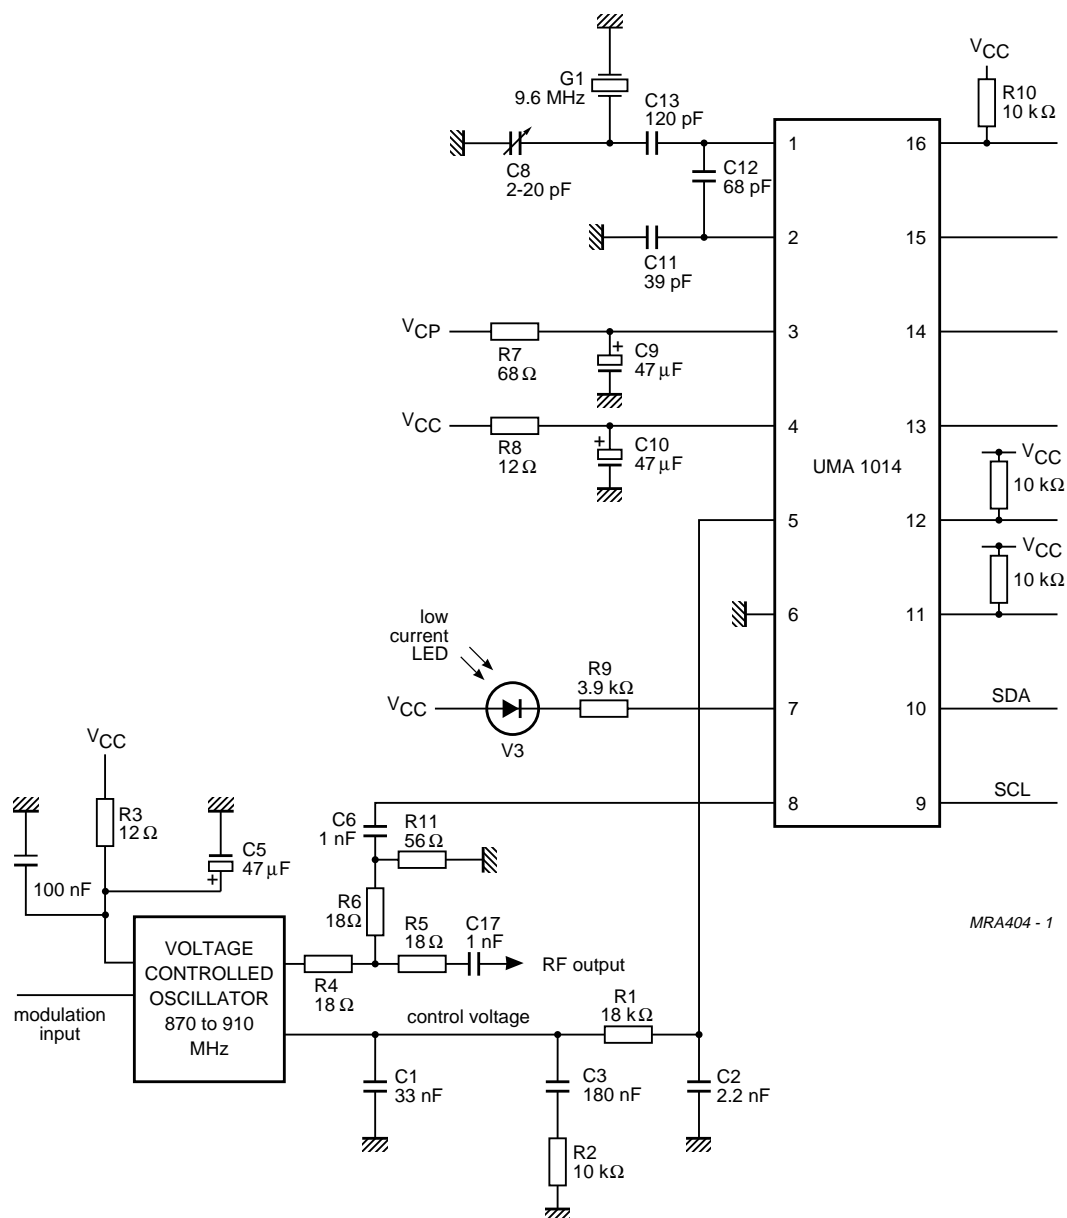 VCC
R10
10 kΩ
G1
9.6 MHz
C13
120 pF
C8
2-20 pF
C12
68 pF
C11
39 pF
1
16
2
15
VCP
R7
68 Ω
C9
+
47 µF
3
14
VCC
R8
12 Ω
C10
+
47 µF
4
13
UMA 1014
VCC
10 kΩ
5
12
VCC
10 kΩ
6
11
low
current
LED
VCC
V3
R9
3.9 kΩ
7
10
SDA
8
9
SCL
VCC
R3
12 Ω
C5
47 µF
+
100 nF
C6
1 nF
R11
56 Ω
R6
18 Ω
R5
18 Ω
C17
1 nF
RF output
R4
18 Ω
VOLTAGE
CONTROLLED
OSCILLATOR
870 to 910
MHz
modulation
input
control voltage
R1
18 kΩ
C1
33 nF
C3
180 nF
C2
2.2 nF
R2
10 kΩ
MRA404 - 1